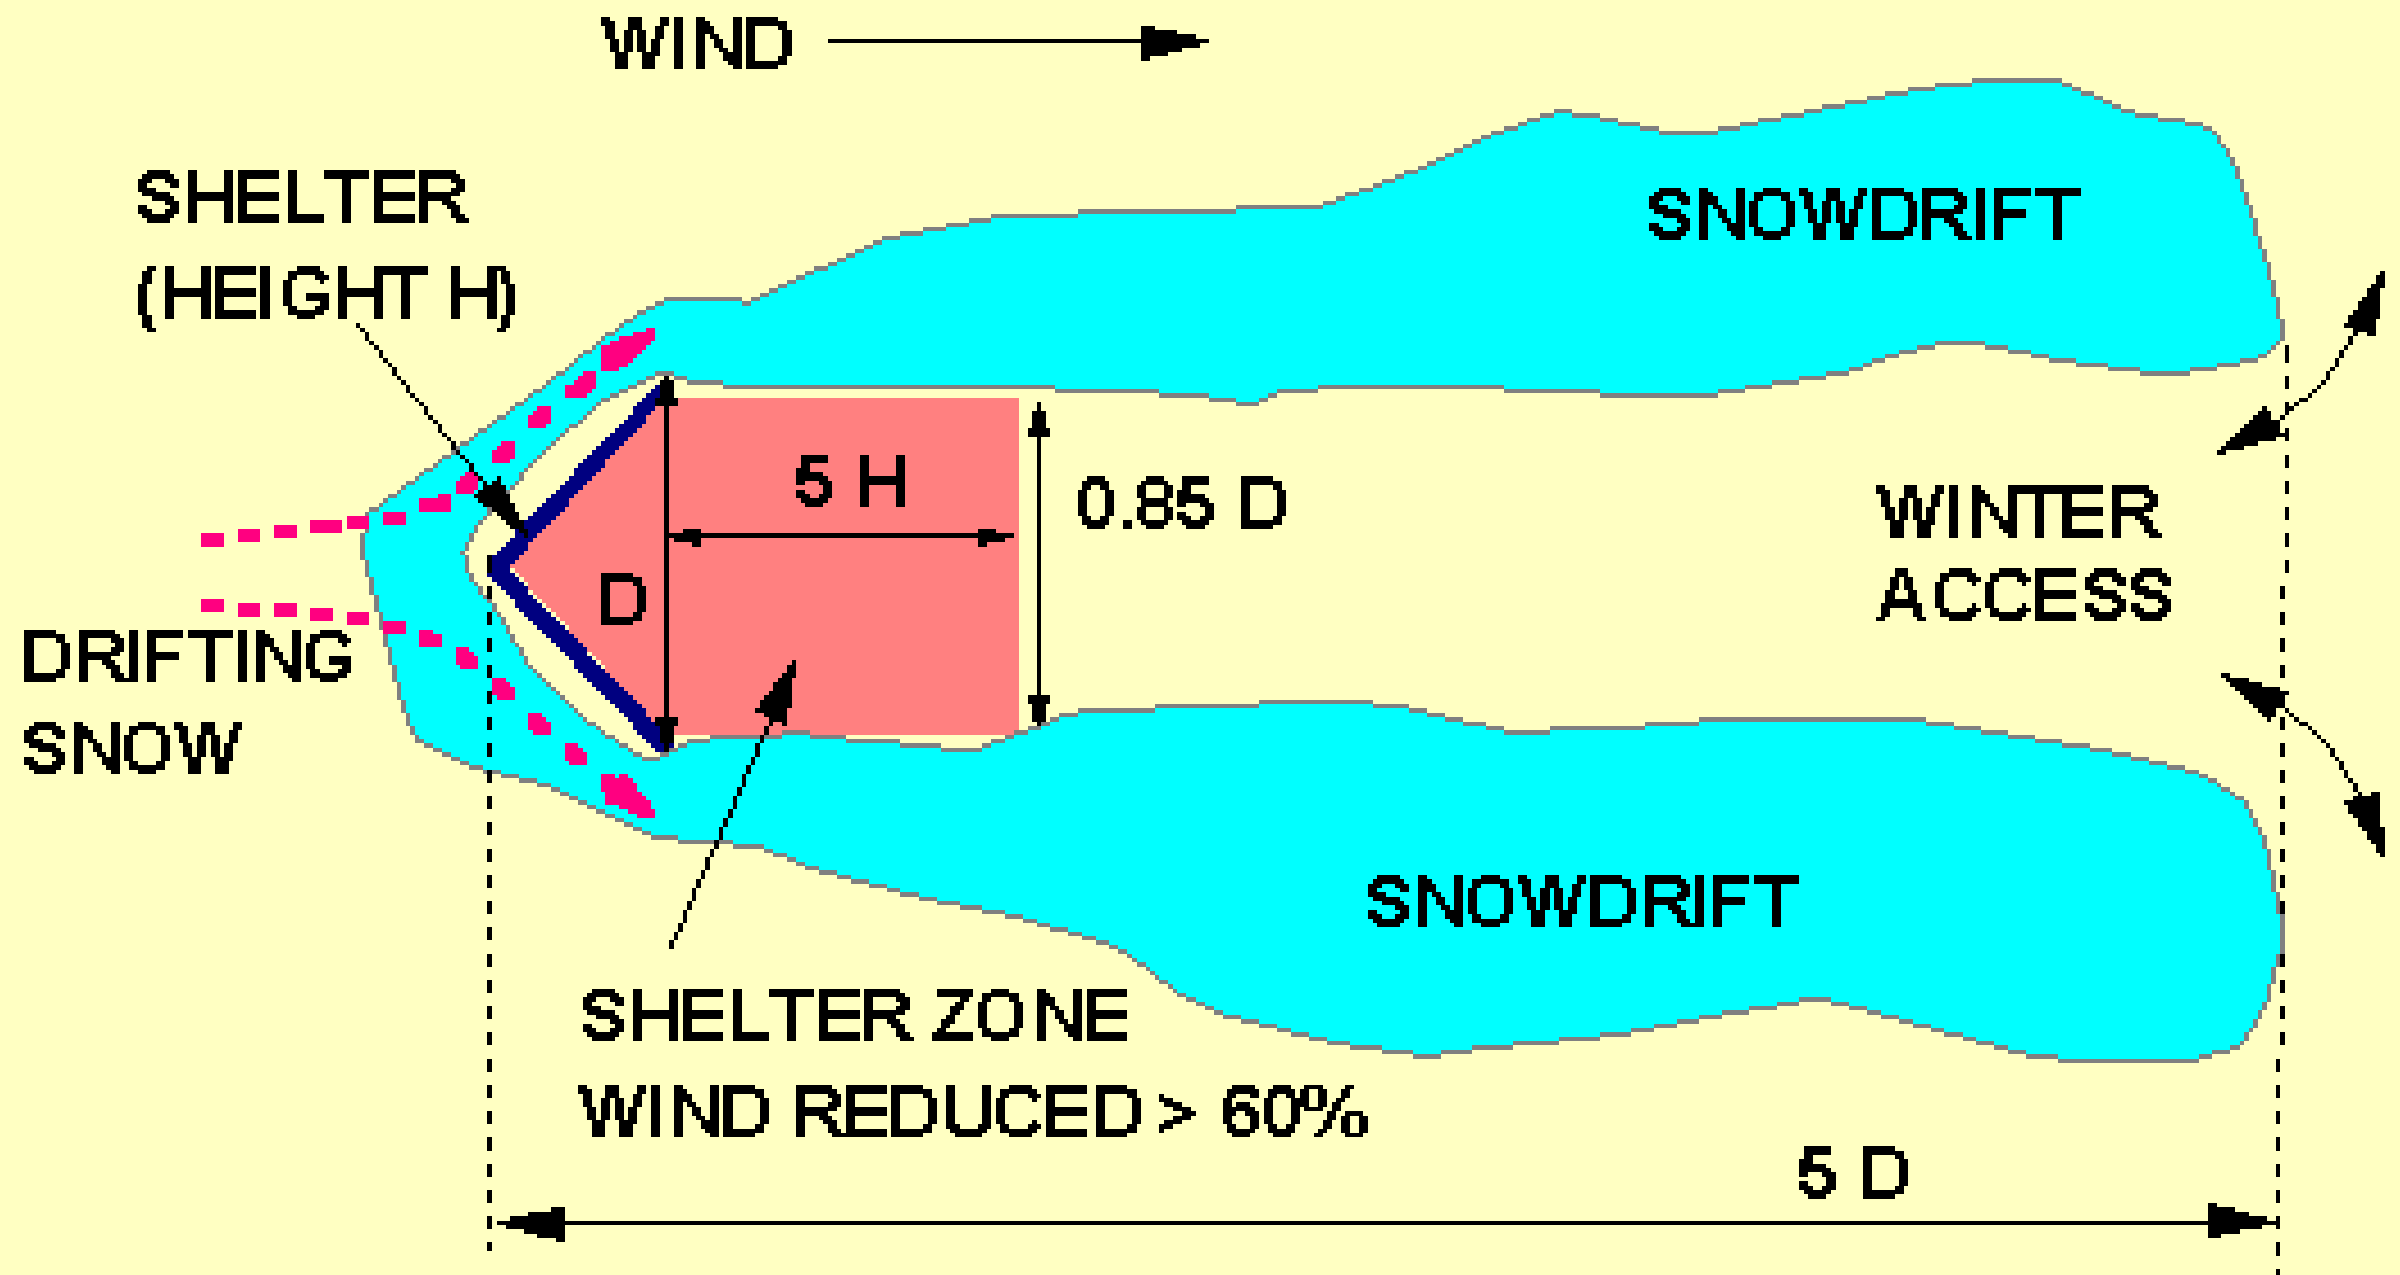 WIND
SHELTER
(HEIGHT H)
SNOWDRIFT
5 H
0.85 D
D
WINTER
ACCESS
DRIFTING
SNOW
SNOWDRIFT
SHELTER ZONE
WIND REDUCED > 60%
5 D